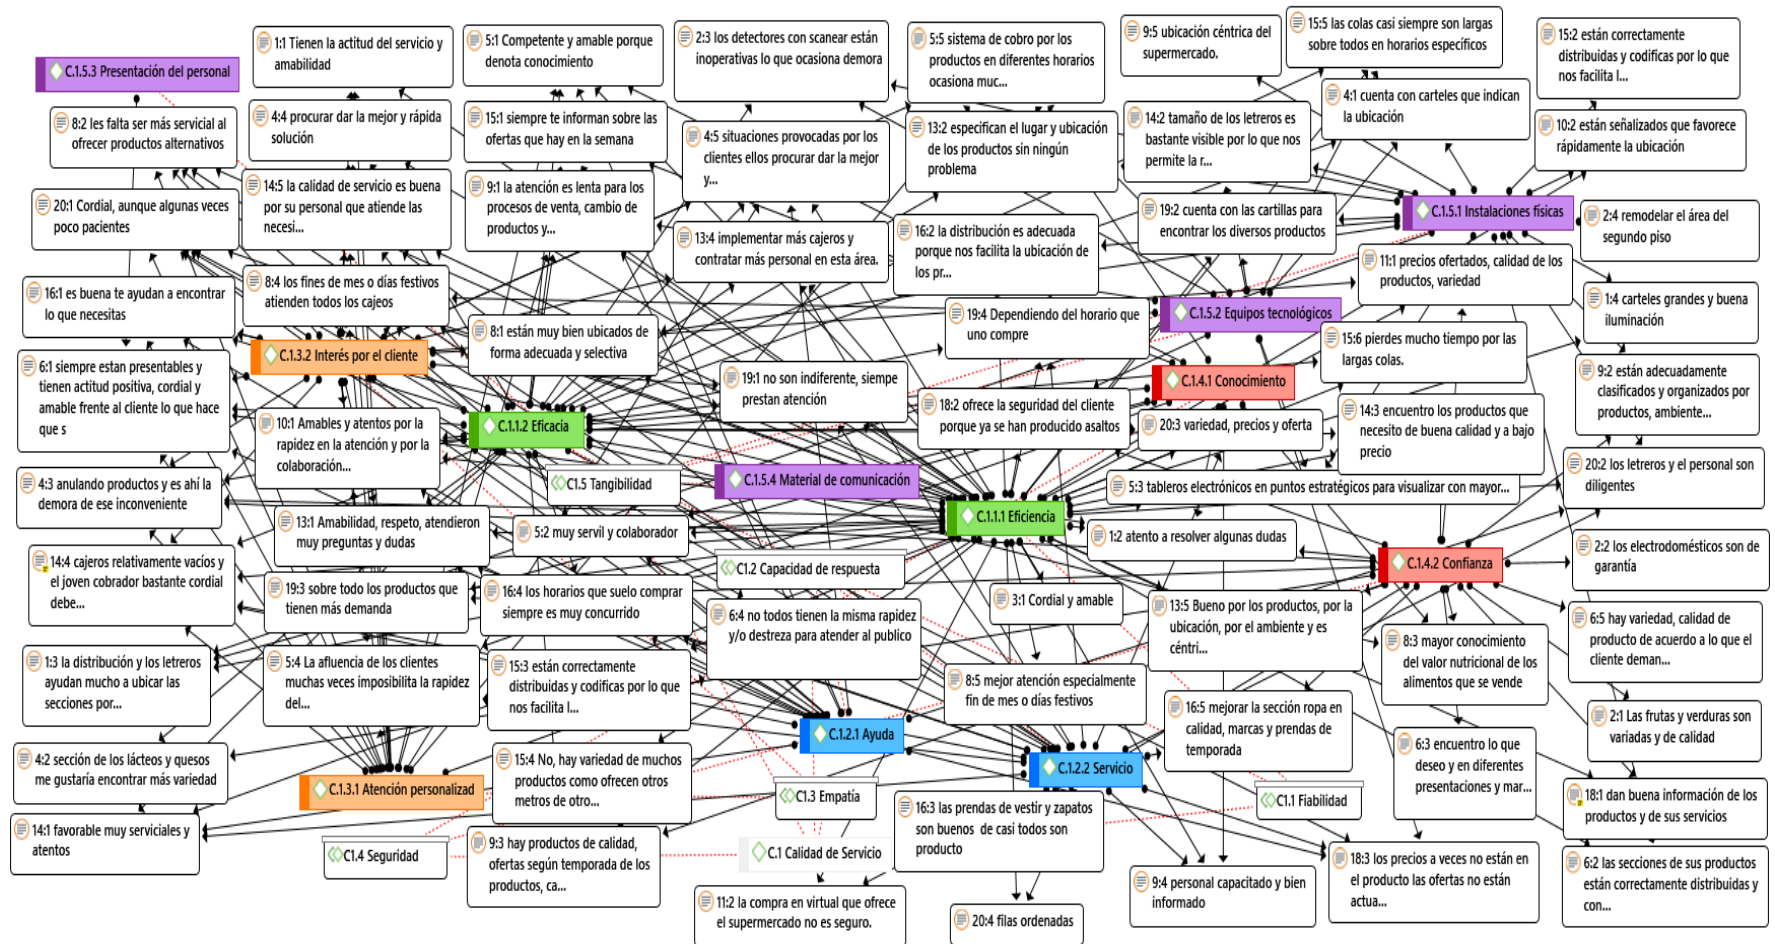 C.1.5.3 Presentación del personal
1:1 Tienen la actitud del servicio y
amabilidad
5:1 Competente y amable porque
denota conocimiento
2:3 los detectores con scanear están
inoperativos lo que ocasiona demora
5:5 sistema de cobro por los
productos en diferentes horarios
ocasiona muc...
9:5 ubicación céntrica del
supermercado.
15:5 las colas casi siempre son largas
sobre todos en horarios específicos
15:2 están correctamente
distribuidas y codificas por lo que
nos facilita l...
8:2 les falta ser más servicial al
ofrecer productos alternativos
4:4 procurar dar la mejor y rápida
solución
15:1 siempre te informan sobre las
ofertas que hay en la semana
4:5 situaciones provocadas por los
clientes ellos procurar dar la mejor
y...
13:2 especifican el lugar y ubicación
de los productos sin ningún
problema
14:2 tamaño de los letreros es
bastante visible por lo que nos
permite la r...
4:1 cuenta con carteles que indican
la ubicación
10:2 están señalizados que favorece
rápidamente la ubicación
20:1 Cordial, aunque algunas veces
poco pacientes
14:5 la calidad de servicio es buena
por su personal que atiende las
necesi...
9:1 la atención es lenta para los
procesos de venta, cambio de
productos y...
13:4 implementar más cajeros y
contratar más personal en esta área.
16:2 la distribución es adecuada
porque nos facilita la ubicación de
los pr...
19:2 cuenta con las cartillas para
encontrar los diversos productos
C.1.5.1 Instalaciones físicas
2:4 remodelar el área del
segundo piso
16:1 es buena te ayudan a encontrar
lo que necesitas
8:4 los fines de mes o días festivos
atienden todos los cajeos
8:1 están muy bien ubicados de
forma adecuada y selectiva
19:4 Dependiendo del horario que
uno compre
C.1.5.2 Equipos tecnológicos
11:1 precios ofertados, calidad de los
productos, variedad
1:4 carteles grandes y buena
iluminación
6:1 siempre estan presentables y
tienen actitud positiva, cordial y
amable frente al cliente lo que hace
que s
C.1.3.2 Interés por el cliente
19:1 no son indiferente, siempe
prestan atención
C.1.4.1 Conocimiento
15:6 pierdes mucho tiempo por las
largas colas.
9:2 están adecuadamente
clasificados y organizados por
productos, ambiente...
10:1 Amables y atentos por la
rapidez en la atención y por la
colaboración...
C.1.1.2 Eficacia
18:2 ofrece la seguridad del cliente
porque ya se han producido asaltos
20:3 variedad, precios y oferta
14:3 encuentro los productos que
necesito de buena calidad y a bajo
precio
4:3 anulando productos y es ahí la
demora de ese inconveniente
C1.5 Tangibilidad
C.1.5.4 Material de comunicación
5:3 tableros electrónicos en puntos estratégicos para visualizar con mayor...
20:2 los letreros y el personal son
diligentes
13:1 Amabilidad, respeto, atendieron
muy preguntas y dudas
5:2 muy servil y colaborador
C.1.1.1 Eficiencia
1:2 atento a resolver algunas dudas
2:2 los electrodomésticos son de
garantía
14:4 cajeros relativamente vacíos y
el joven cobrador bastante cordial
debe...
19:3 sobre todo los productos que
tienen más demanda
16:4 los horarios que suelo comprar
siempre es muy concurrido
C1.2 Capacidad de respuesta
C.1.4.2 Confianza
6:4 no todos tienen la misma rapidez
y/o destreza para atender al publico
3:1 Cordial y amable
13:5 Bueno por los productos, por la
ubicación, por el ambiente y es
céntri...
6:5 hay variedad, calidad de
producto de acuerdo a lo que el
cliente deman...
1:3 la distribución y los letreros
ayudan mucho a ubicar las
secciones por...
5:4 La afluencia de los clientes
muchas veces imposibilita la rapidez
del...
15:3 están correctamente
distribuidas y codificas por lo que
nos facilita l...
8:5 mejor atención especialmente
fin de mes o días festivos
8:3 mayor conocimiento
del valor nutricional de los
alimentos que se vende
16:5 mejorar la sección ropa en
calidad, marcas y prendas de
temporada
2:1 Las frutas y verduras son
variadas y de calidad
4:2 sección de los lácteos y quesos
me gustaría encontrar más variedad
C.1.3.1 Atención personalizad
15:4 No, hay variedad de muchos
productos como ofrecen otros
metros de otro...
C.1.2.1 Ayuda
C.1.2.2 Servicio
6:3 encuentro lo que
deseo y en diferentes
presentaciones y mar...
C1.3 Empatía
16:3 las prendas de vestir y zapatos
son buenos de casi todos son
producto
C1.1 Fiabilidad
18:1 dan buena información de los
productos y de sus servicios
14:1 favorable muy serviciales y
atentos
C1.4 Seguridad
9:3 hay productos de calidad,
ofertas según temporada de los
productos, ca...
C.1 Calidad de Servicio
18:3 los precios a veces no están en
el producto las ofertas no están
actua...
6:2 las secciones de sus productos
están correctamente distribuidas y
con...
11:2 la compra en virtual que ofrece
el supermercado no es seguro.
20:4 filas ordenadas
9:4 personal capacitado y bien
informado